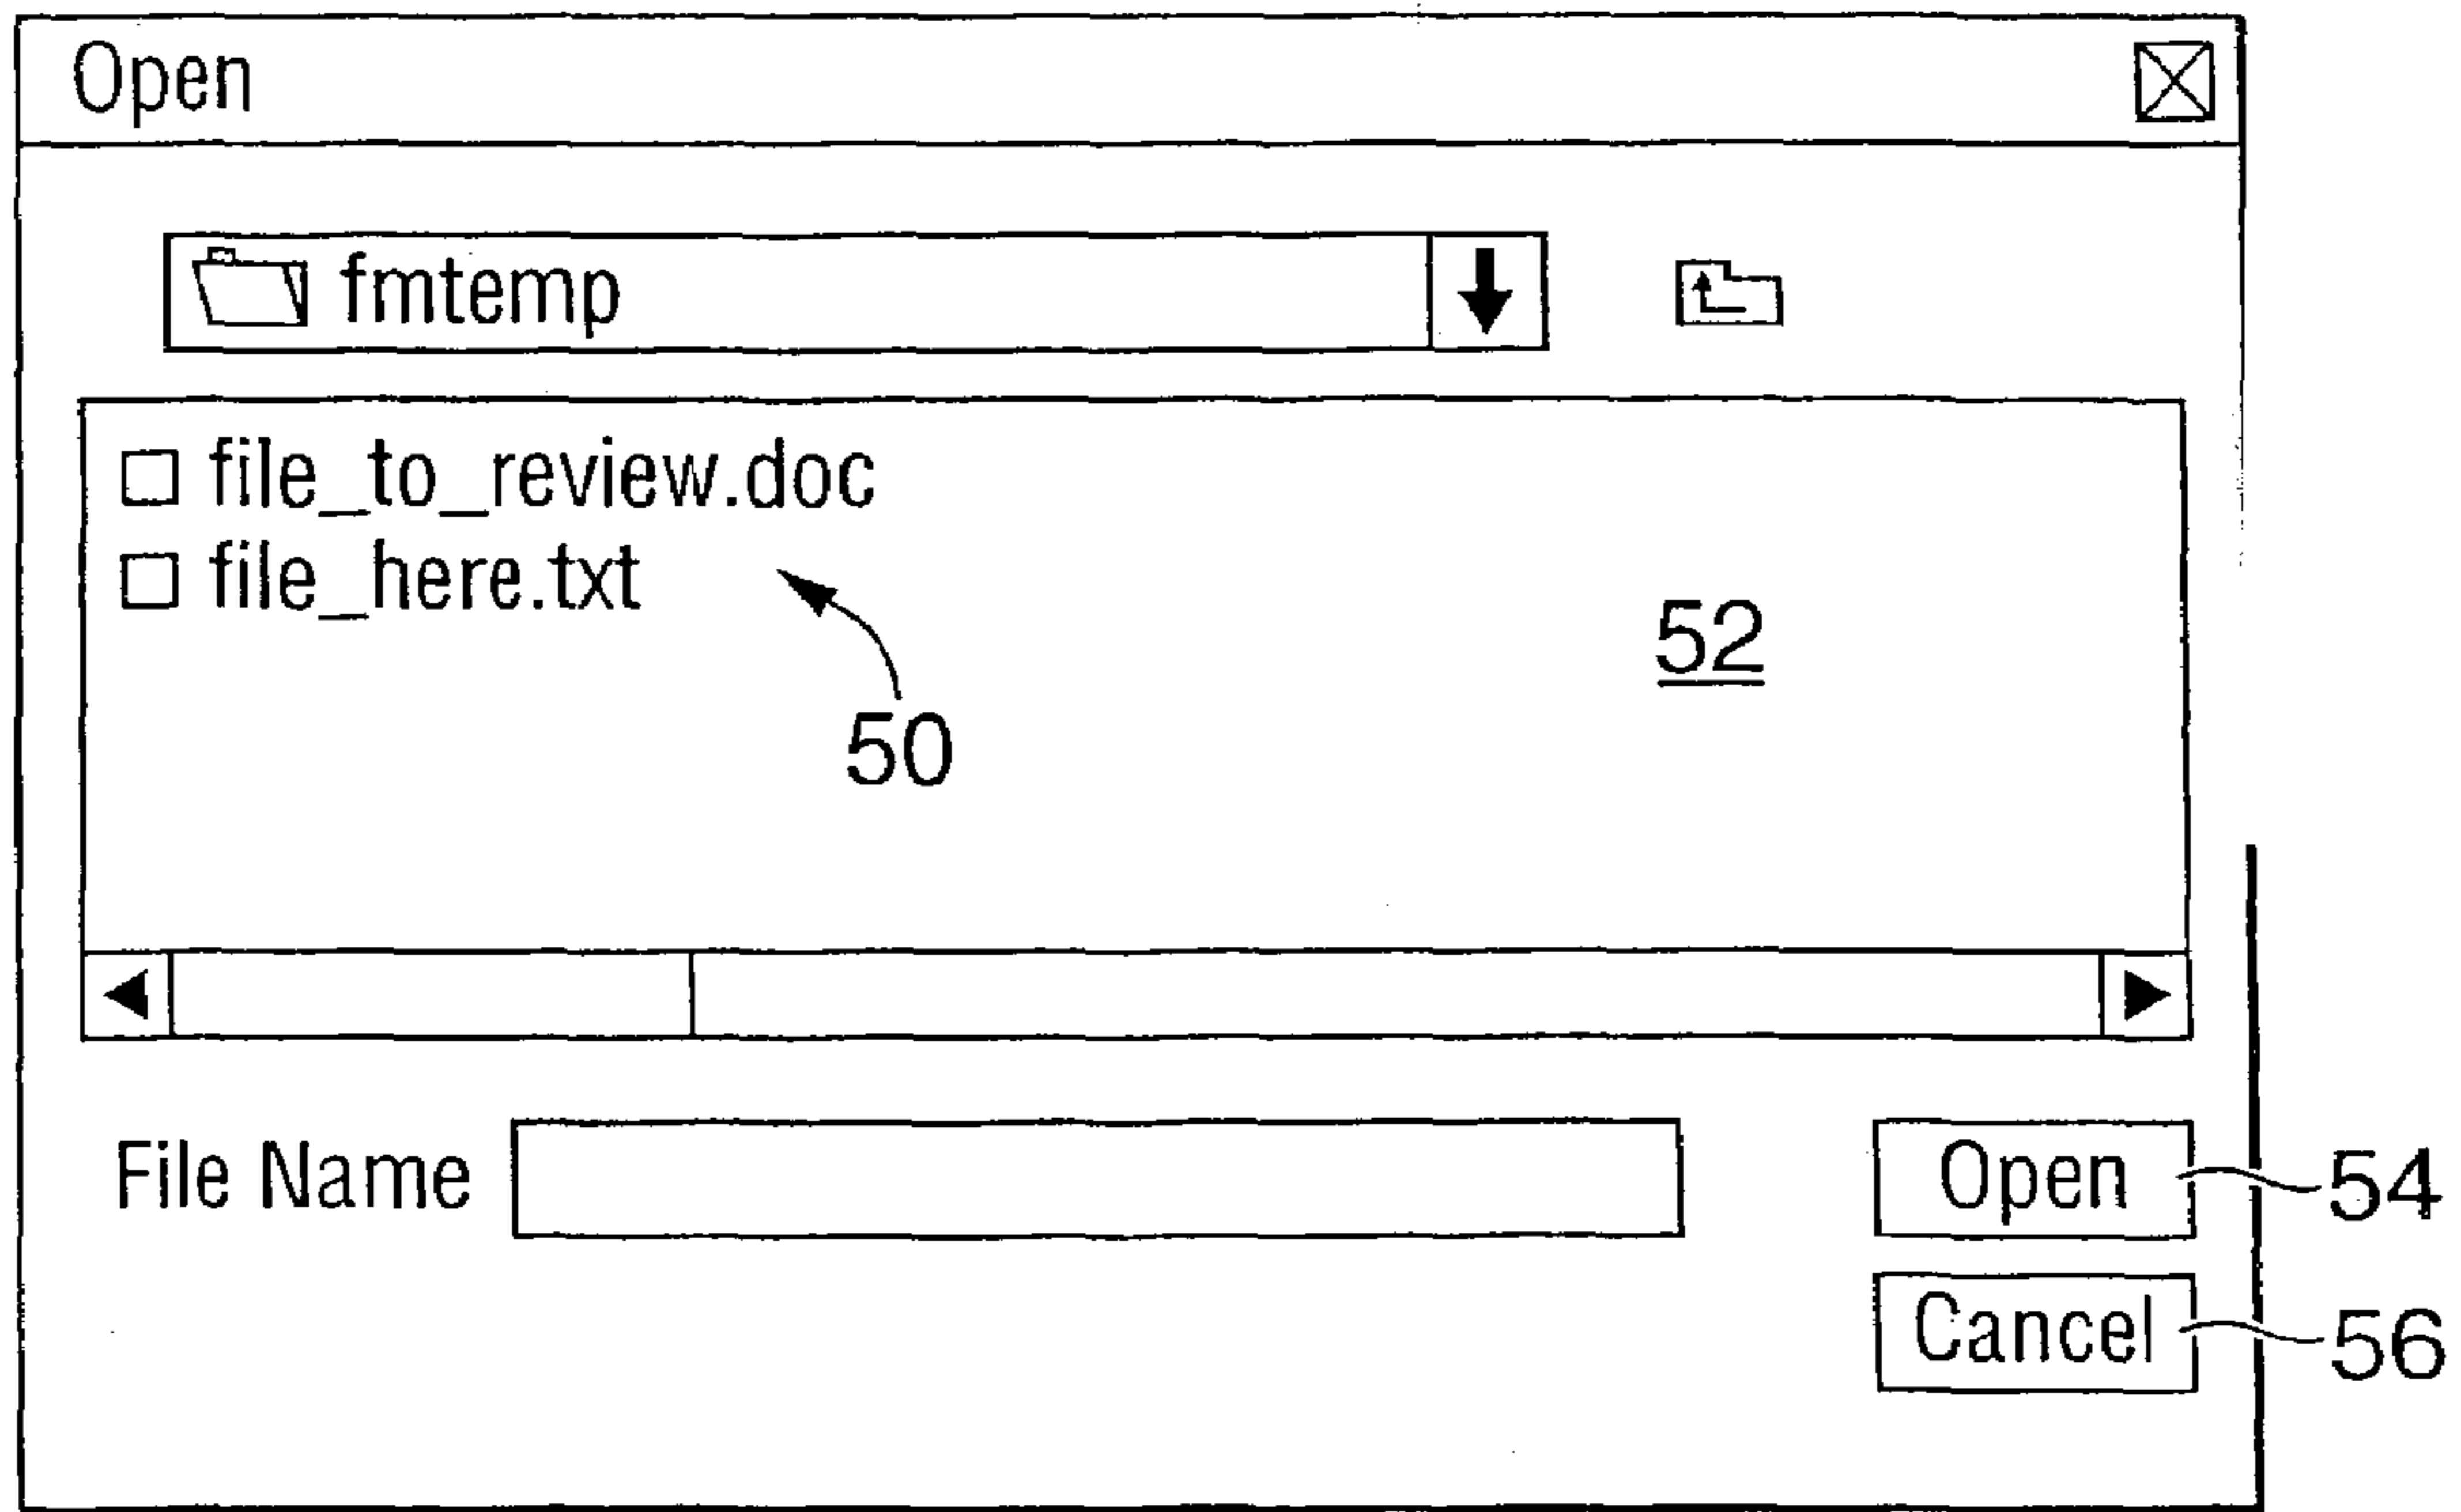 Open
fmtemp
file_to_review.doc
file_here.txt
52
50
File Name
Open
54
Cancel
56